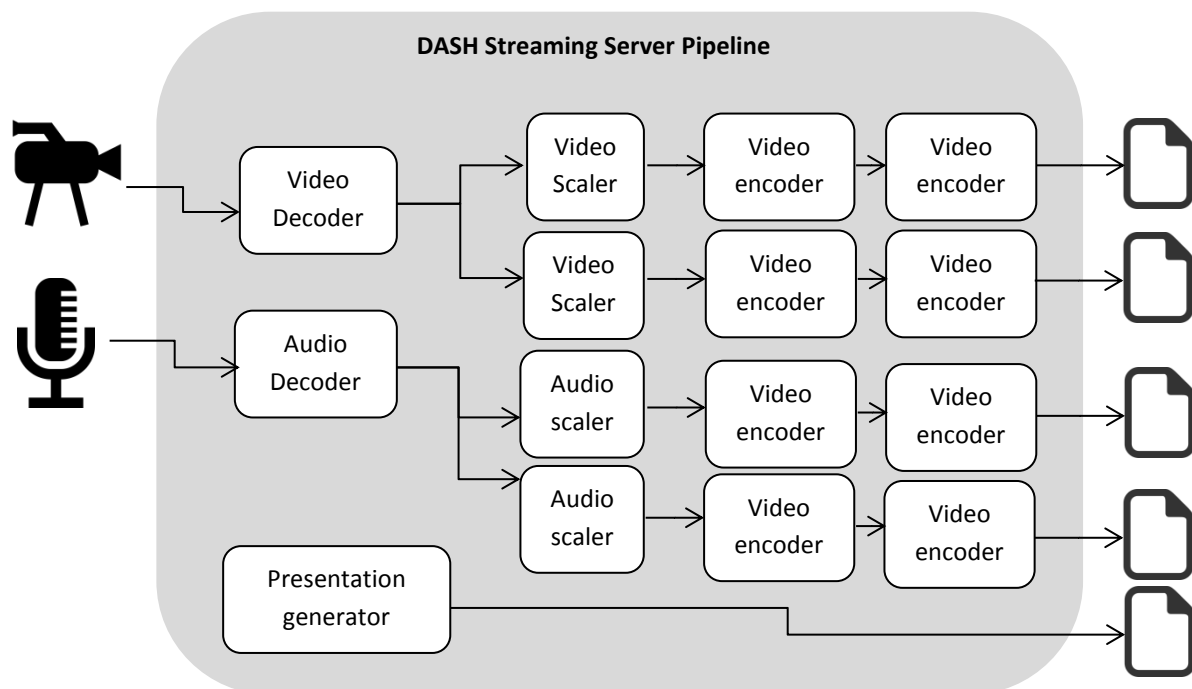 DASH Streaming Server Pipeline
Video
Decoder
Video
Scaler
Video
encoder
Video
encoder
Video
Scaler
Video
encoder
Video
encoder
Audio
Decoder
Audio
scaler
Video
encoder
Video
encoder
Audio
scaler
Video
encoder
Video
encoder
Presentation
generator